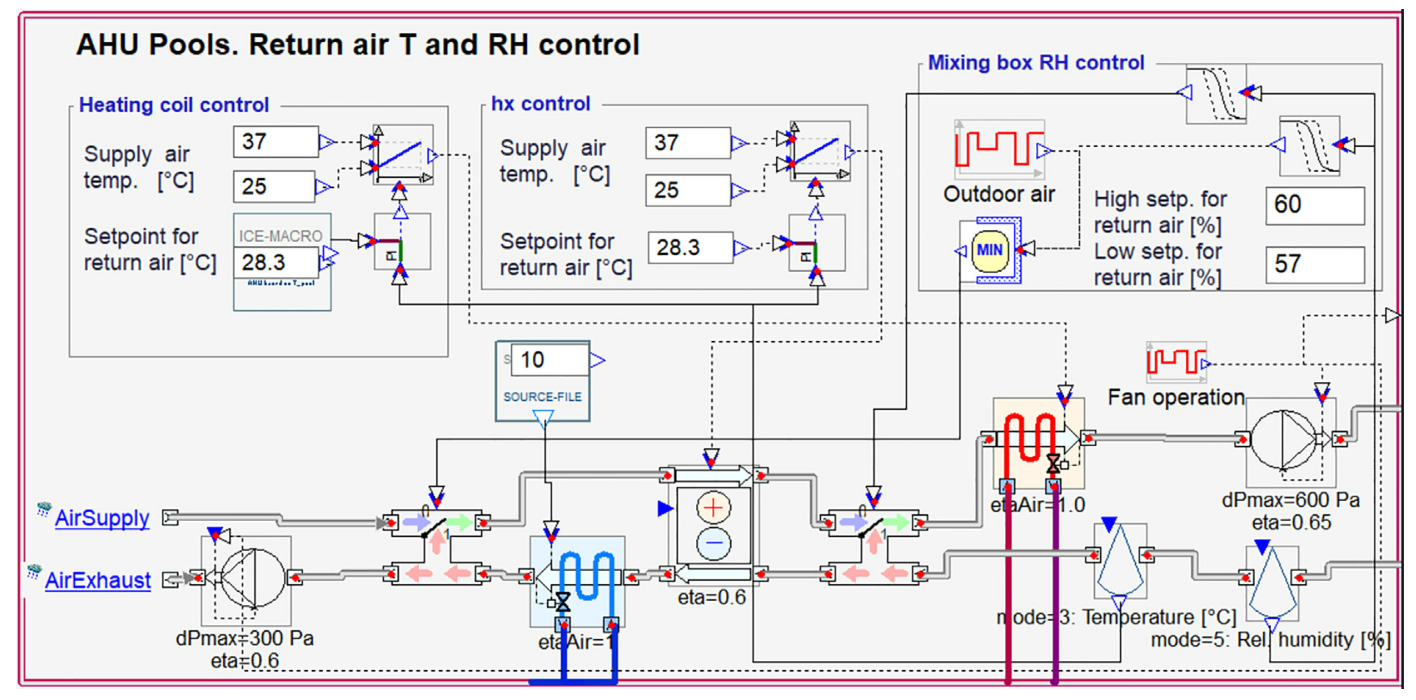 AHU Pools. Return air T and RH control
Mixing box RH control
Heating coil control
hx control
37
Supply air
temp. [°C]
25
ICE-MACRO
Setpoint for
return air [°C]
28.3
37
Supply air
temp. [°C]
25
Setpoint for
return air [°C]
28.3
PI
PI
Outdoor air
MIN
High setp. for
return air [%]
60
Low setp. for
return air [%]
57
S 10
SOURCE-FILE
Fan operation
etaAir=1.0
dPmax=600 Pa
eta=0.65
AirSupply
0
1
0
1
AirExhaust
eta=0.6
etaAir=1
dPmax=300 Pa
eta=0.6
mode=3: Temperature [°C]
mode=5: Rel. humidity [%]